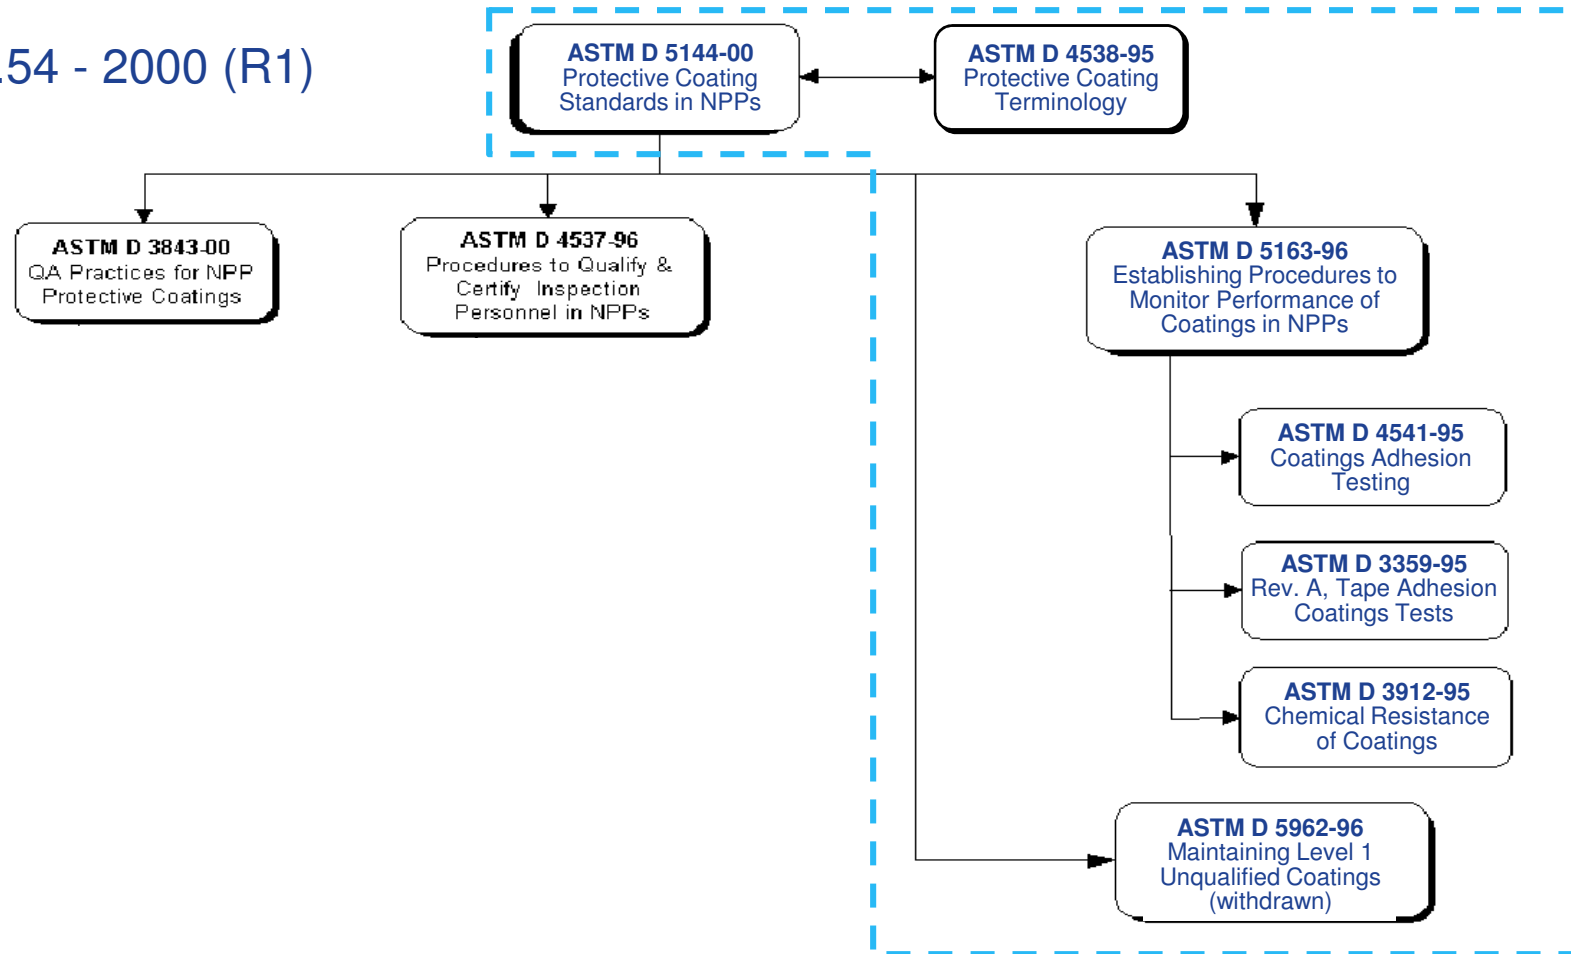 .54 - 2000 (R1)
ASTM D 5144-00
Protective Coating
Standards in NPPs
ASTM D 4538-95
Protective Coating
Terminology
ASTM D 3843-00
QA Practices for NPP
Protective Coatings
ASTM D 4537-96
Procedures to Qualify &
Certify Inspection
Personnel in NPPs
ASTM D 5163-96
Establishing Procedures to
Monitor Performance of
Coatings in NPPs
ASTM D 4541-95
Coatings Adhesion
Testing
ASTM D 3359-95
Rev. A, Tape Adhesion
Coatings Tests
ASTM D 3912-95
Chemical Resistance
of Coatings
ASTM D 5962-96
Maintaining Level 1
Unqualified Coatings
(withdrawn)